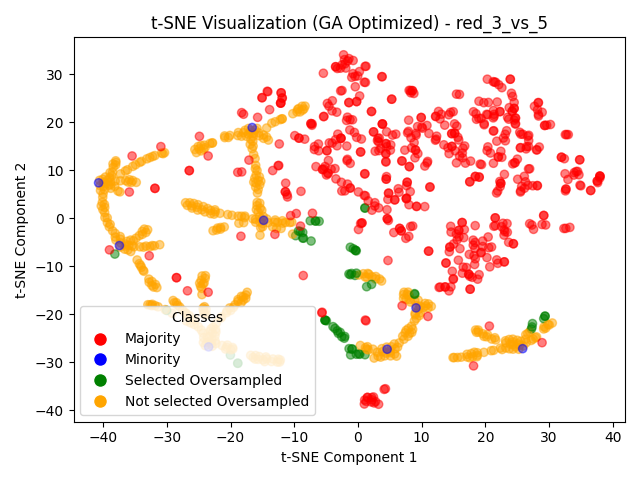 t-SNE Visualization (GA Optimized) - red_3_vs_5
t-SNE Component 2
30
20
10
0
−10
−20
−30
−40
Classes
Majority
Minority
Selected Oversampled
Not selected Oversampled
−40 −30 −20 −10 0 10 20 30 40
t-SNE Component 1